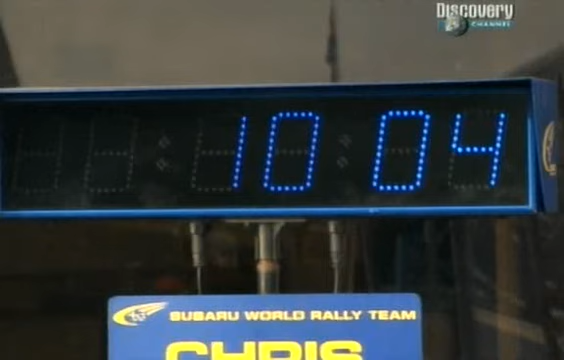 Discovery
CHANNEL
10 04
SUBARU WORLD RALLY TEAM
CHRIS